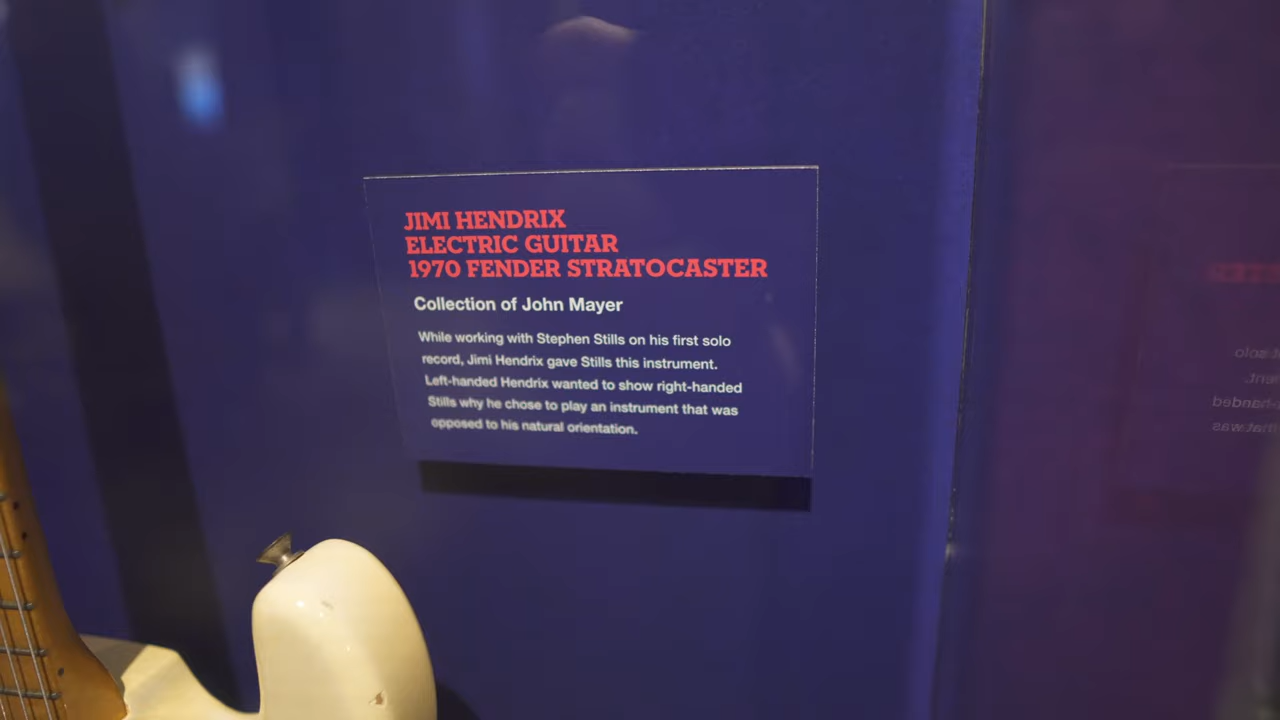 JIMI HENDRIX
ELECTRIC GUITAR
1970 FENDER STRATOCASTER
Collection of John Mayer
While working with Stephen Stills on his first solo
record, Jimi Hendrix gave Stills this instrument.
Left-handed Hendrix wanted to show right-handed
Stills why he chose to play an instrument that was
opposed to his natural orientation.